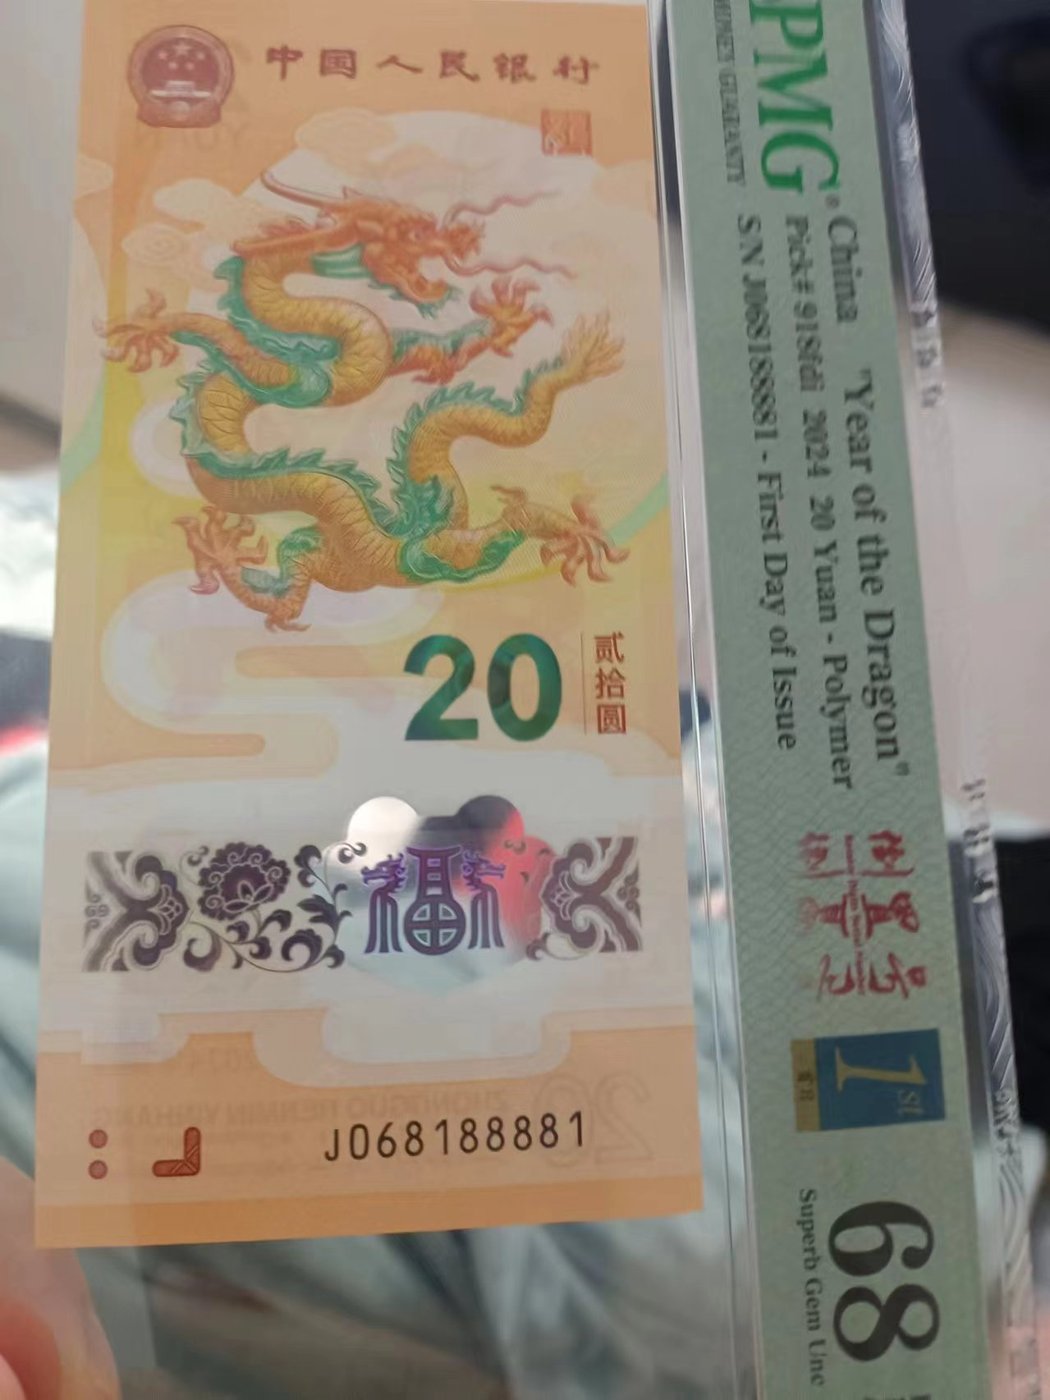 中国人民银行
20
贰拾圆
福
J068188881
PMG®
China "Year of the Dragon"
Pick# 918fdi 2024 20 Yuan - Polymer
S/N J068188881 - First Day of Issue
1st
68
Superb Gem Unc